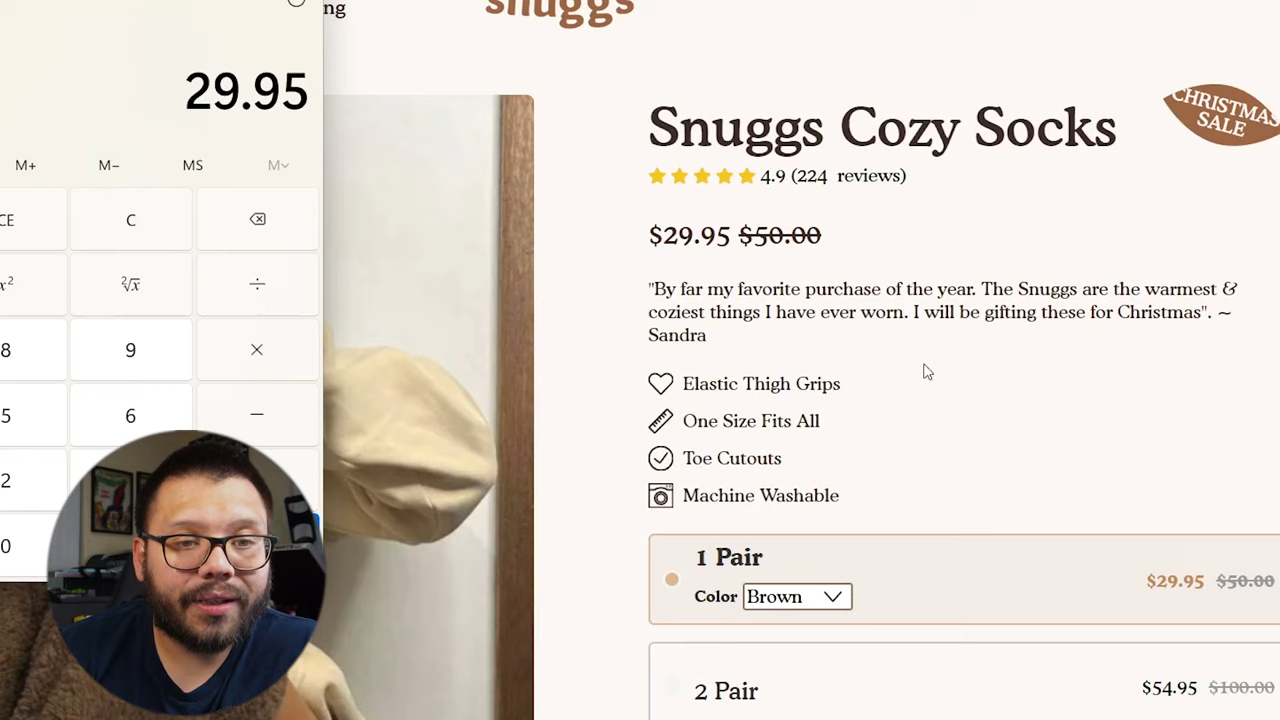 ng
snuggs
29.95
M+
M−
MS
M
CE
C
÷
8
9
×
5
6
−
2
0
Snuggs Cozy Socks
CHRISTMAS
SALE
4.9 (224 reviews)
$29.95 $50.00
"By far my favorite purchase of the year. The Snuggs are the warmest &
coziest things I have ever worn. I will be gifting these for Christmas". ~
Sandra
Elastic Thigh Grips
One Size Fits All
Toe Cutouts
Machine Washable
1 Pair
$29.95 $50.00
Color Brown
2 Pair
$54.95 $100.00